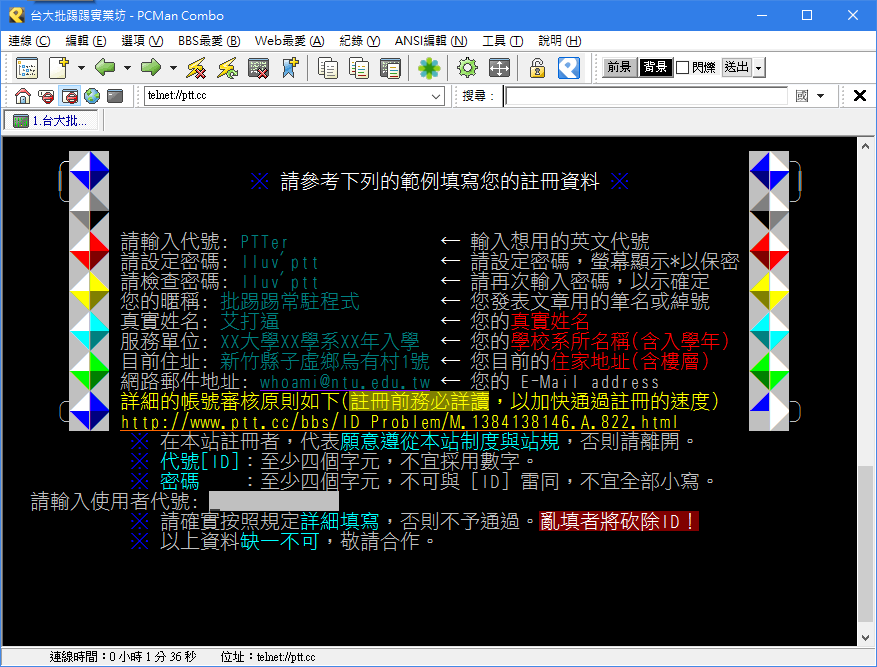 台大批踢踢實業坊 - PCMan Combo
連線 (C) 編輯 (E) 選項 (V) BBS最愛 (B) Web最愛 (A) 紀錄 (Y) ANSI編輯 (N) 工具 (T) 說明 (H)
前景 背景 閃爍 送出
telnet://ptt.cc 搜尋： 國
1.台大批...
※ 請參考下列的範例填寫您的註冊資料 ※
請輸入代號: PTTer ← 輸入想用的英文代號
請設定密碼: lluv'ptt ← 請設定密碼，螢幕顯示*以保密
請檢查密碼: lluv'ptt ← 請再次輸入密碼，以示確定
您的暱稱: 批踢踢常駐程式 ← 您發表文章用的筆名或綽號
真實姓名: 艾打逼 ← 您的真實姓名
服務單位: XX大學XX學系XX年入學 ← 您的學校系所名稱(含入學年)
目前住址: 新竹縣子虛鄉烏有村1號 ← 您目前的住家地址(含樓層)
網路郵件地址: whoami@ntu.edu.tw ← 您的 E-Mail address
詳細的帳號審核原則如下(註冊前務必詳讀，以加快通過註冊的速度)
http://www.ptt.cc/bbs/ID_Problem/M.1384138146.A.822.html
※ 在本站註冊者，代表願意遵從本站制度與站規，否則請離開。
※ 代號[ID]：至少四個字元，不宜採用數字。
※ 密碼 ：至少四個字元，不可與 [ID] 雷同，不宜全部小寫。
請輸入使用者代號:
※ 請確實按照規定詳細填寫，否則不予通過。亂填者將砍除ID！
※ 以上資料缺一不可，敬請合作。
連線時間：0 小時 1 分 36 秒 位址：telnet://ptt.cc